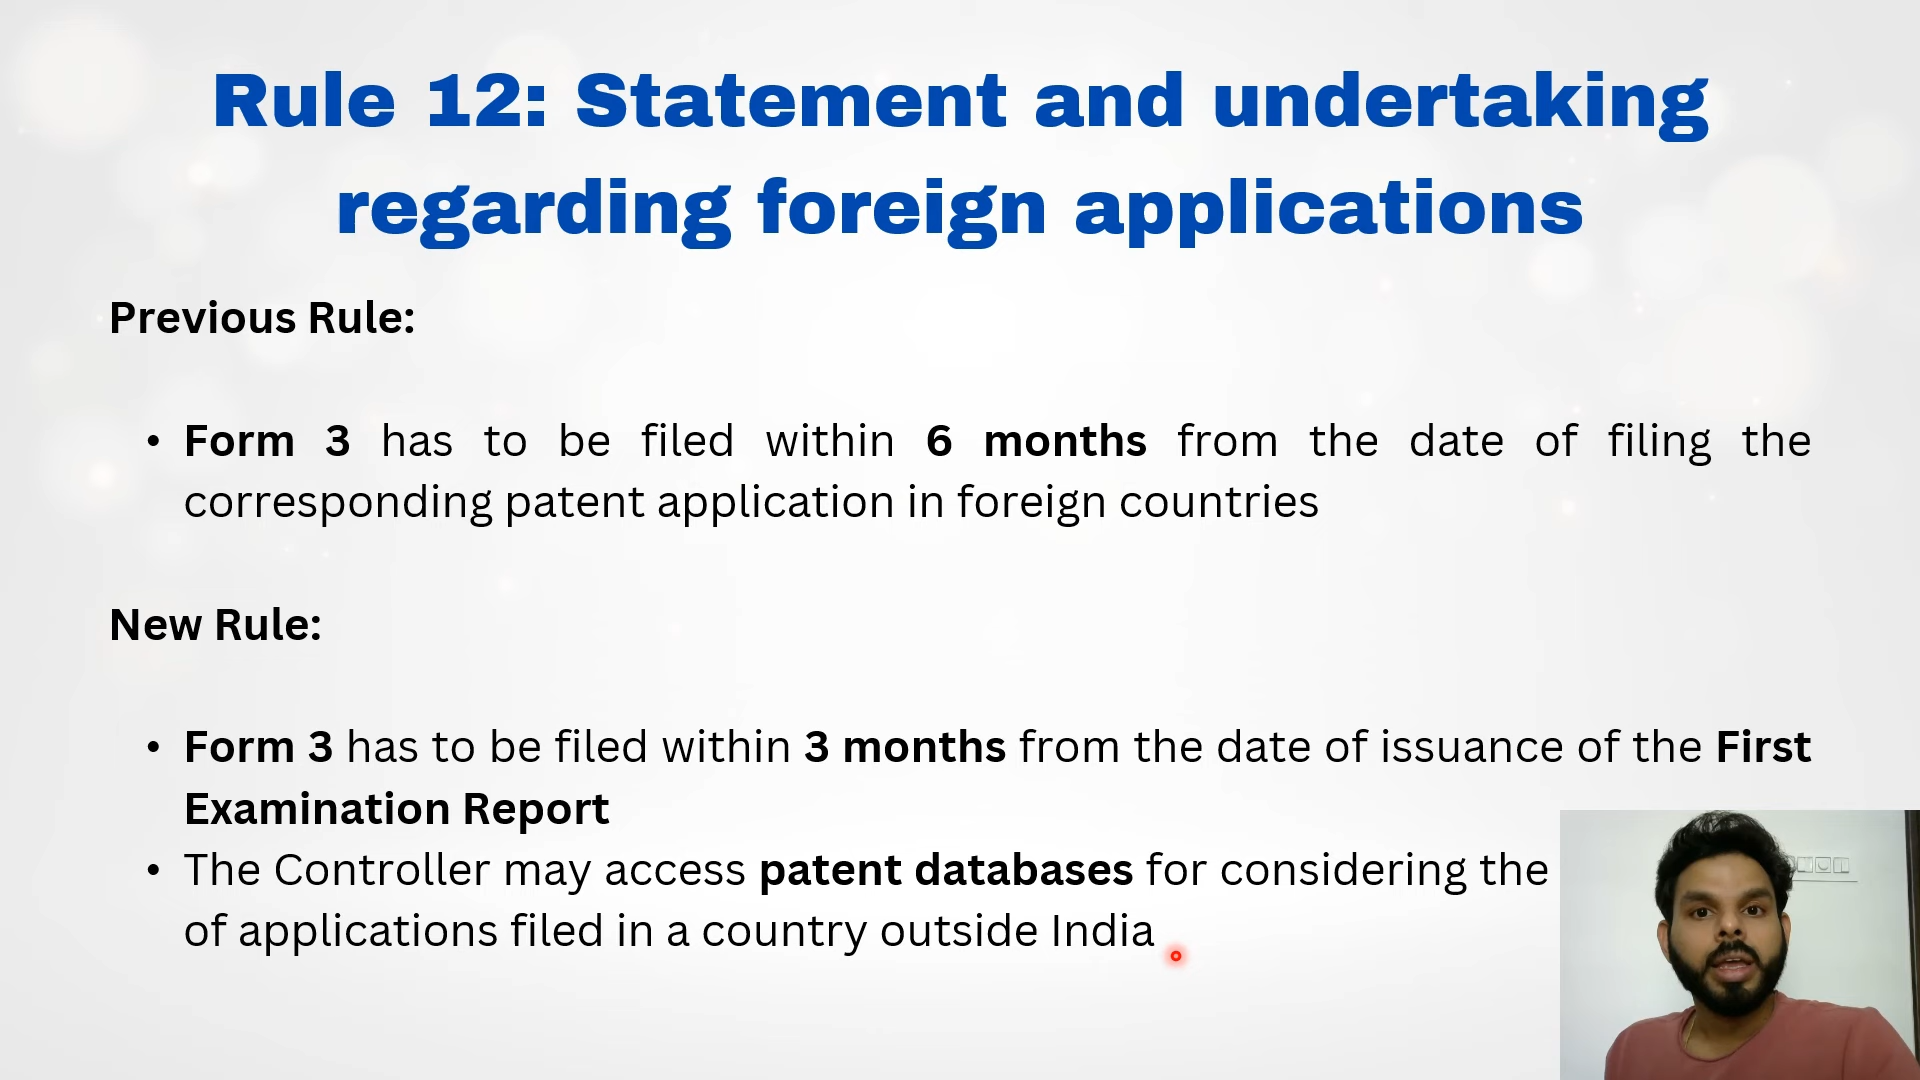 Rule 12: Statement and undertaking
regarding foreign applications
Previous Rule:
• Form 3 has to be filed within 6 months from the date of filing the
corresponding patent application in foreign countries
New Rule:
• Form 3 has to be filed within 3 months from the date of issuance of the First
Examination Report
• The Controller may access patent databases for considering the
of applications filed in a country outside India